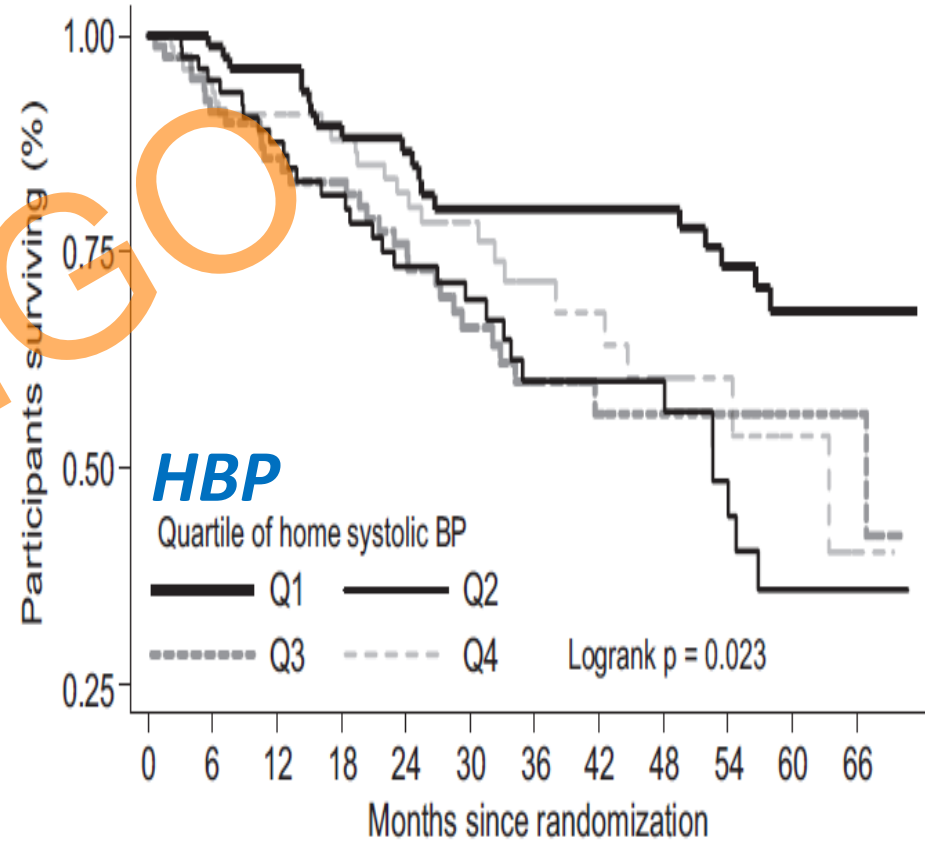 Participants surviving (%)
1.00
0.75
0.50
0.25
GO
HBP
Quartile of home systolic BP
Q1 Q2
Q3 Q4
Logrank p = 0.023
0 6 12 18 24 30 36 42 48 54 60 66
Months since randomization